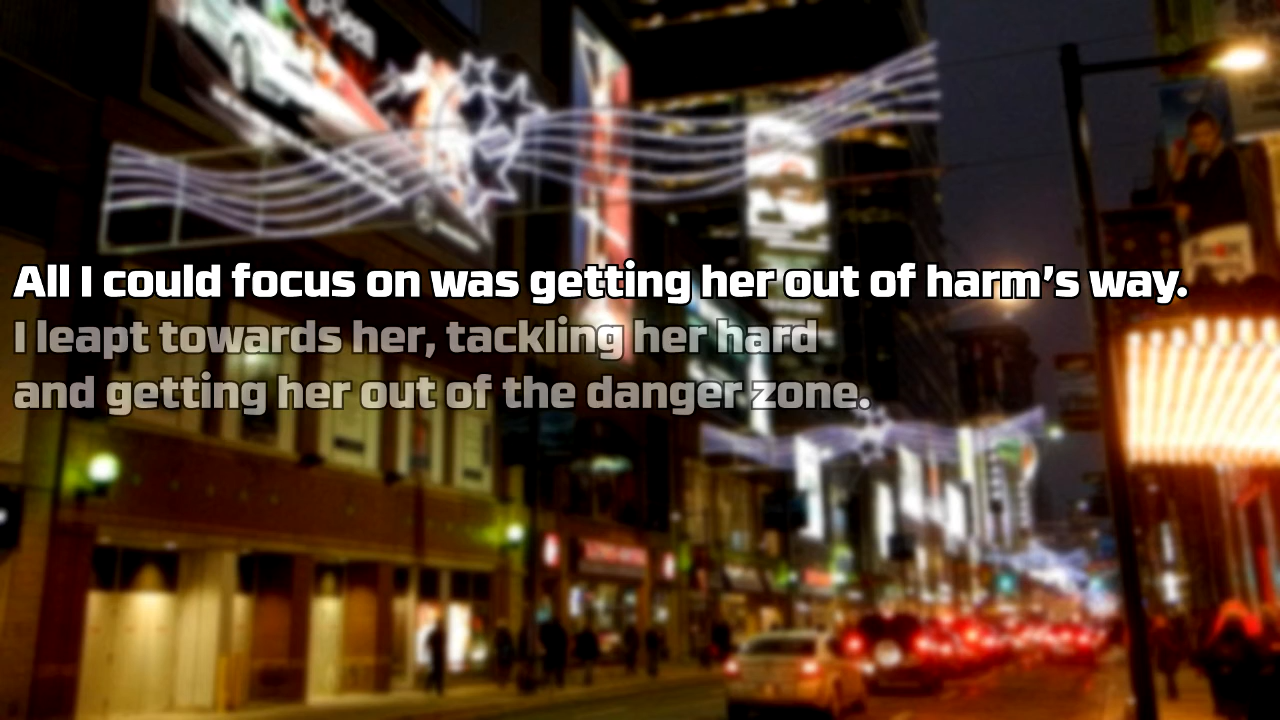 All I could focus on was getting her out of harm’s way.
I leapt towards her, tackling her hard
and getting her out of the danger zone.